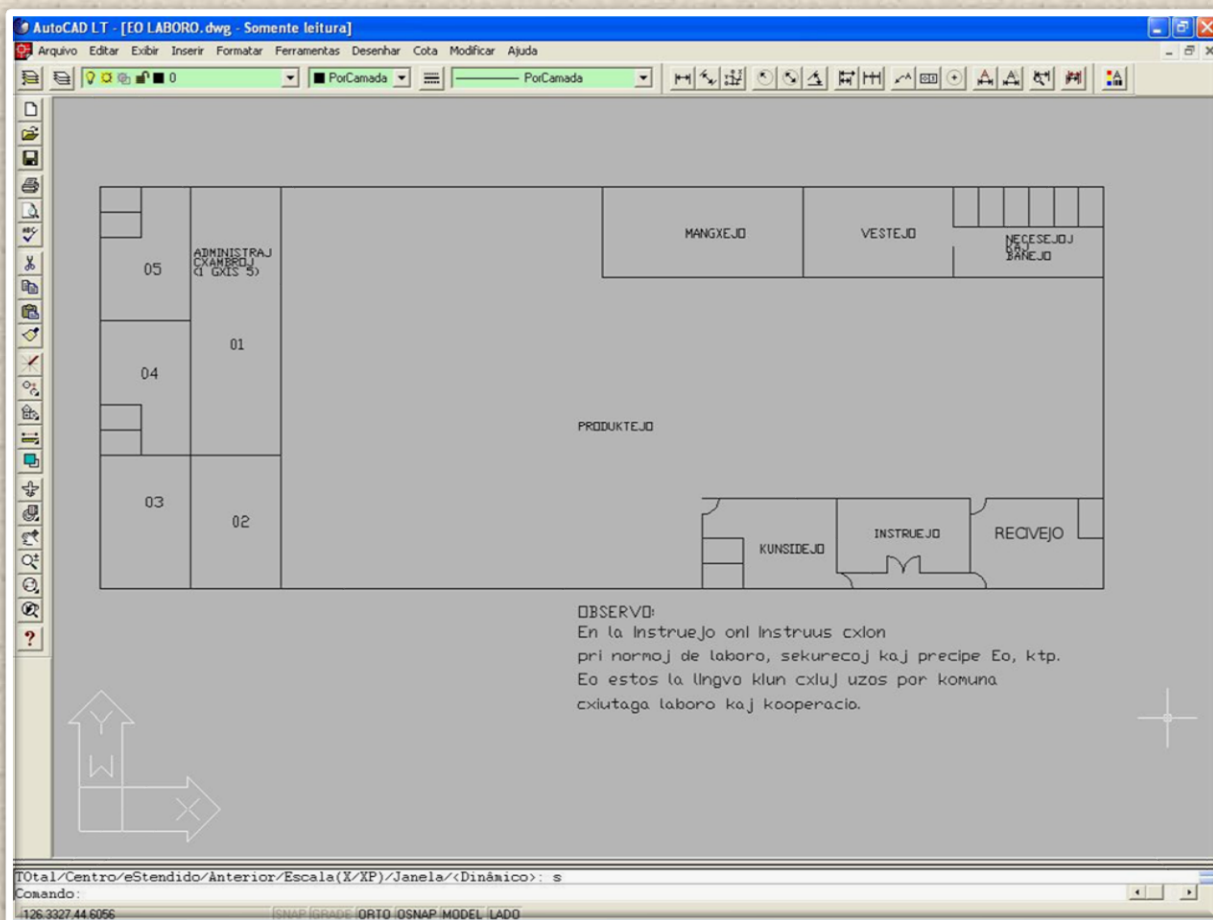 AutoCAD LT - [EO LABORO.dwg - Somente leitura]
Arquivo Editar Exibir Inserir Formatar Ferramentas Desenhar Cota Modificar Ajuda
0 PorCamada PorCamada
MANGXEJO VESTEJO NECESEJOJ
KAJ
BANEJO
ADMINISTRAJ
CXAMBROJ
(1 GXIS 5)
05
01
04
PRODUKTEJO
03
02
KUNSIDEJO INSTRUEJO RECIVEJO
OBSERVO:
En la Instruejo oni Instruus cxion
pri normoj de laboro, sekurecoj kaj precipe Eo, ktp.
Eo estos la lingvo kiun cxiuj uzos por komuna
cxiutaga laboro kaj kooperacio.
Y
W
X
TOtal/Centro/eStendido/Anterior/Escala(X/XP)/Janela/<Dinâmico>: s
Comando:
-126.3327,44.6056 SNAP GRADE ORTO OSNAP MODEL LADO